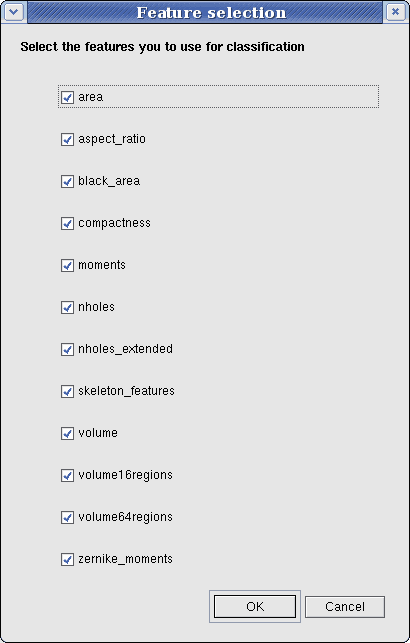 Feature selection
Select the features you to use for classification
area
aspect_ratio
black_area
compactness
moments
nholes
nholes_extended
skeleton_features
volume
volume16regions
volume64regions
zernike_moments
OK Cancel